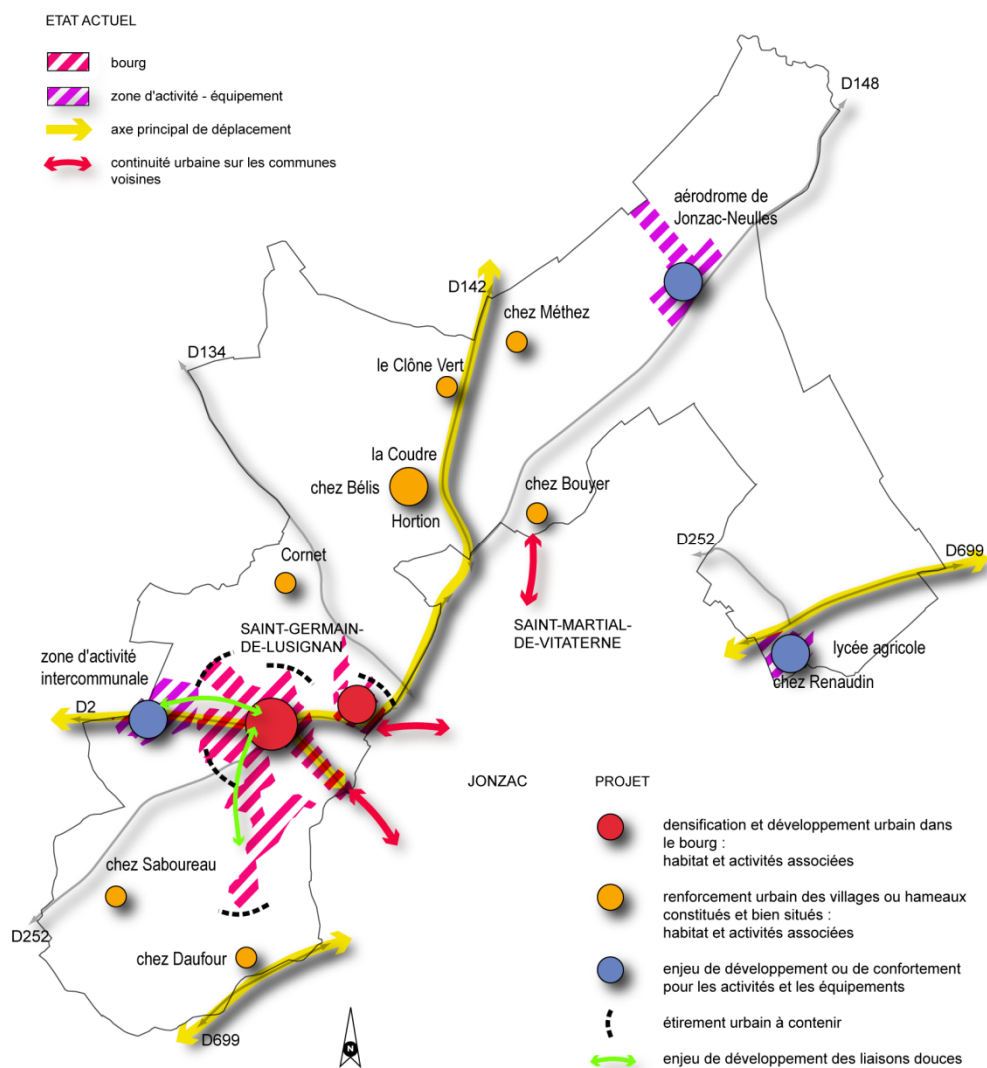 ETAT ACTUEL
bourg
zone d'activité - équipement
axe principal de déplacement
continuité urbaine sur les communes
voisines
D148
aérodrome de
Jonzac-Neulles
D142
chez Méthez
D134
le Clône Vert
la Coudre
chez Bélis
Hortion
chez Bouyer
D252
D699
Cornet
SAINT-GERMAIN-
DE-LUSIGNAN
SAINT-MARTIAL-
DE-VITATERNE
zone d'activité
intercommunale
lycée agricole
chez Renaudin
D2
JONZAC
PROJET
densification et développement urbain dans
le bourg :
habitat et activités associées
chez Saboureau
renforcement urbain des villages ou hameaux
constitués et bien situés :
habitat et activités associées
D252
chez Daufour
enjeu de développement ou de confortement
pour les activités et les équipements
étirement urbain à contenir
D699
N
enjeu de développement des liaisons douces